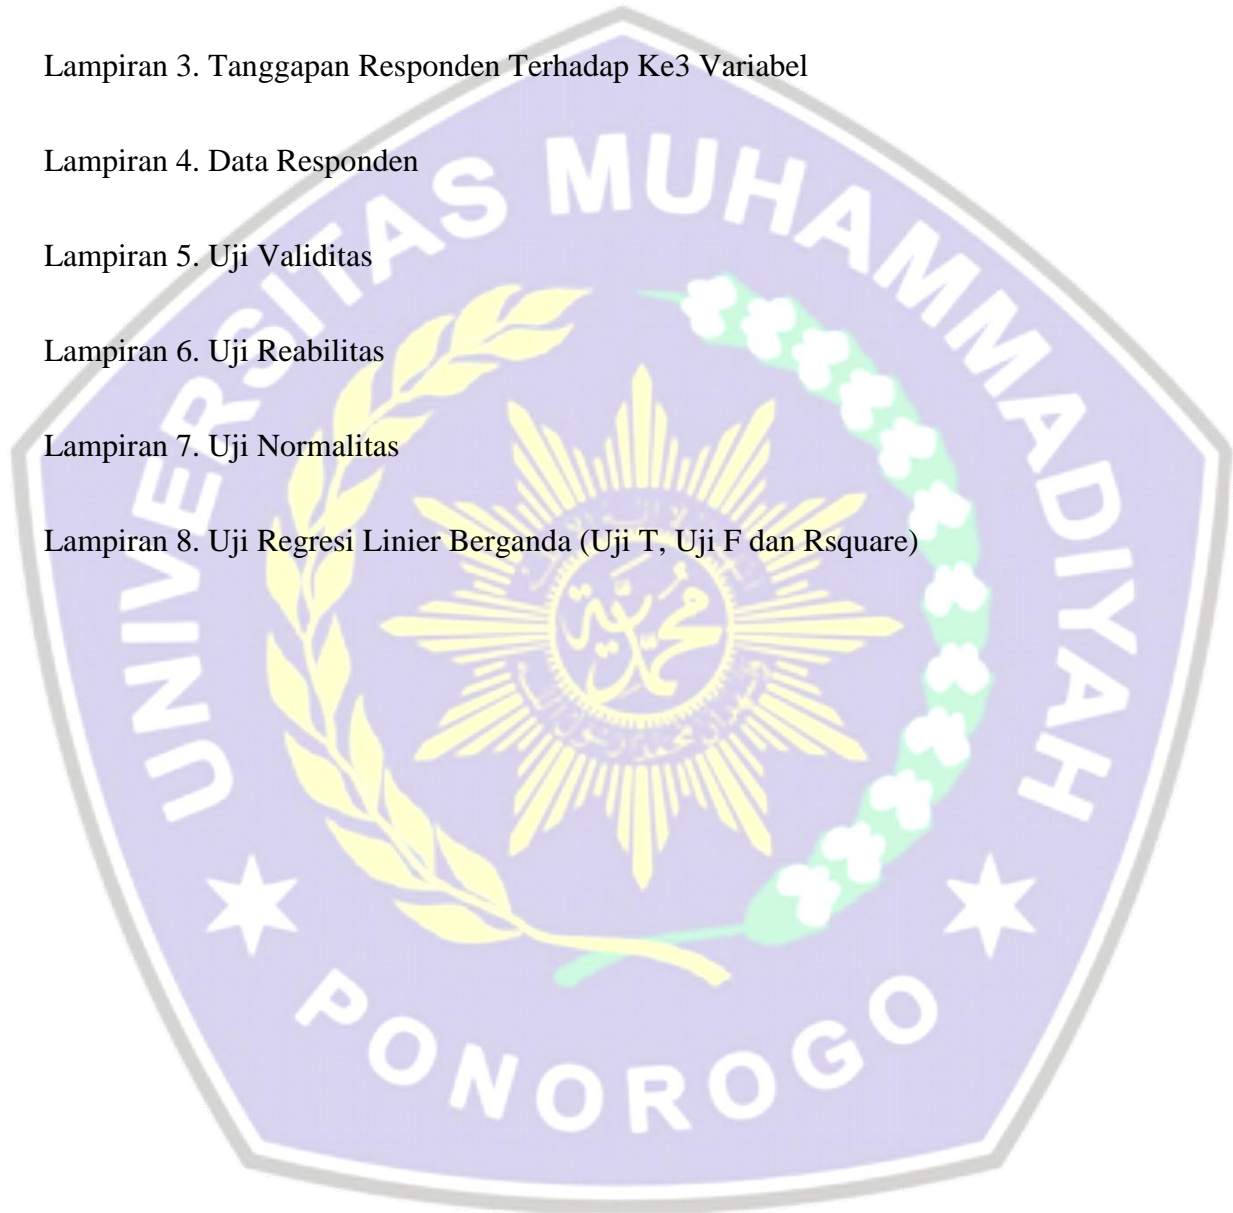 Lampiran 3. Tanggapan Responden Terhadap Ke3 Variabel
Lampiran 4. Data Responden
Lampiran 5. Uji Validitas
Lampiran 6. Uji Reabilitas
Lampiran 7. Uji Normalitas
Lampiran 8. Uji Regresi Linier Berganda (Uji T, Uji F dan Rsquare)
UNIVERSITAS MUHAMMADIYAH
PONOROGO